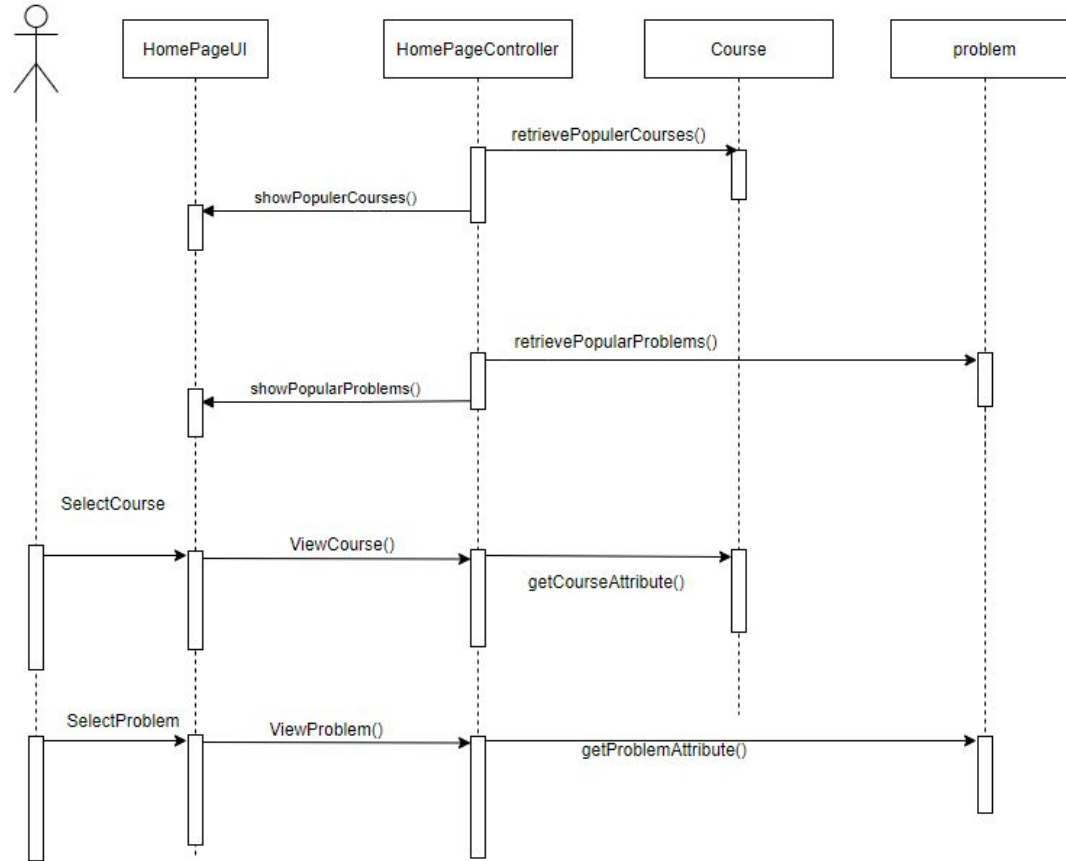 HomePageUI
HomePageController
Course
problem
retrievePopulerCourses()
showPopulerCourses()
retrievePopularProblems()
showPopularProblems()
SelectCourse
ViewCourse()
getCourseAttribute()
SelectProblem
ViewProblem()
getProblemAttribute()